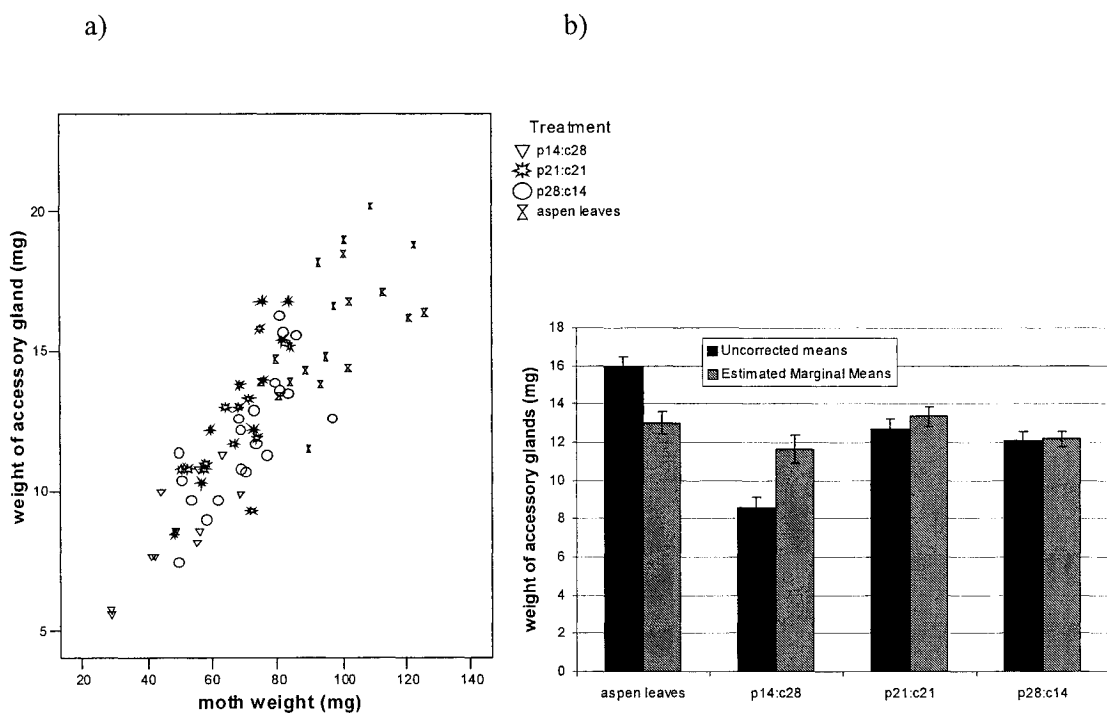 a)
b)
Treatment
p14:c28
p21:c21
p28:c14
aspen leaves
weight of accessory gland (mg)
20
15
10
5
20 40 60 80 100 120 140
moth weight (mg)
weight of accessory glands (mg)
18
16
14
12
10
8
6
4
2
0
Uncorrected means
Estimated Marginal Means
aspen leaves p14:c28 p21:c21 p28:c14